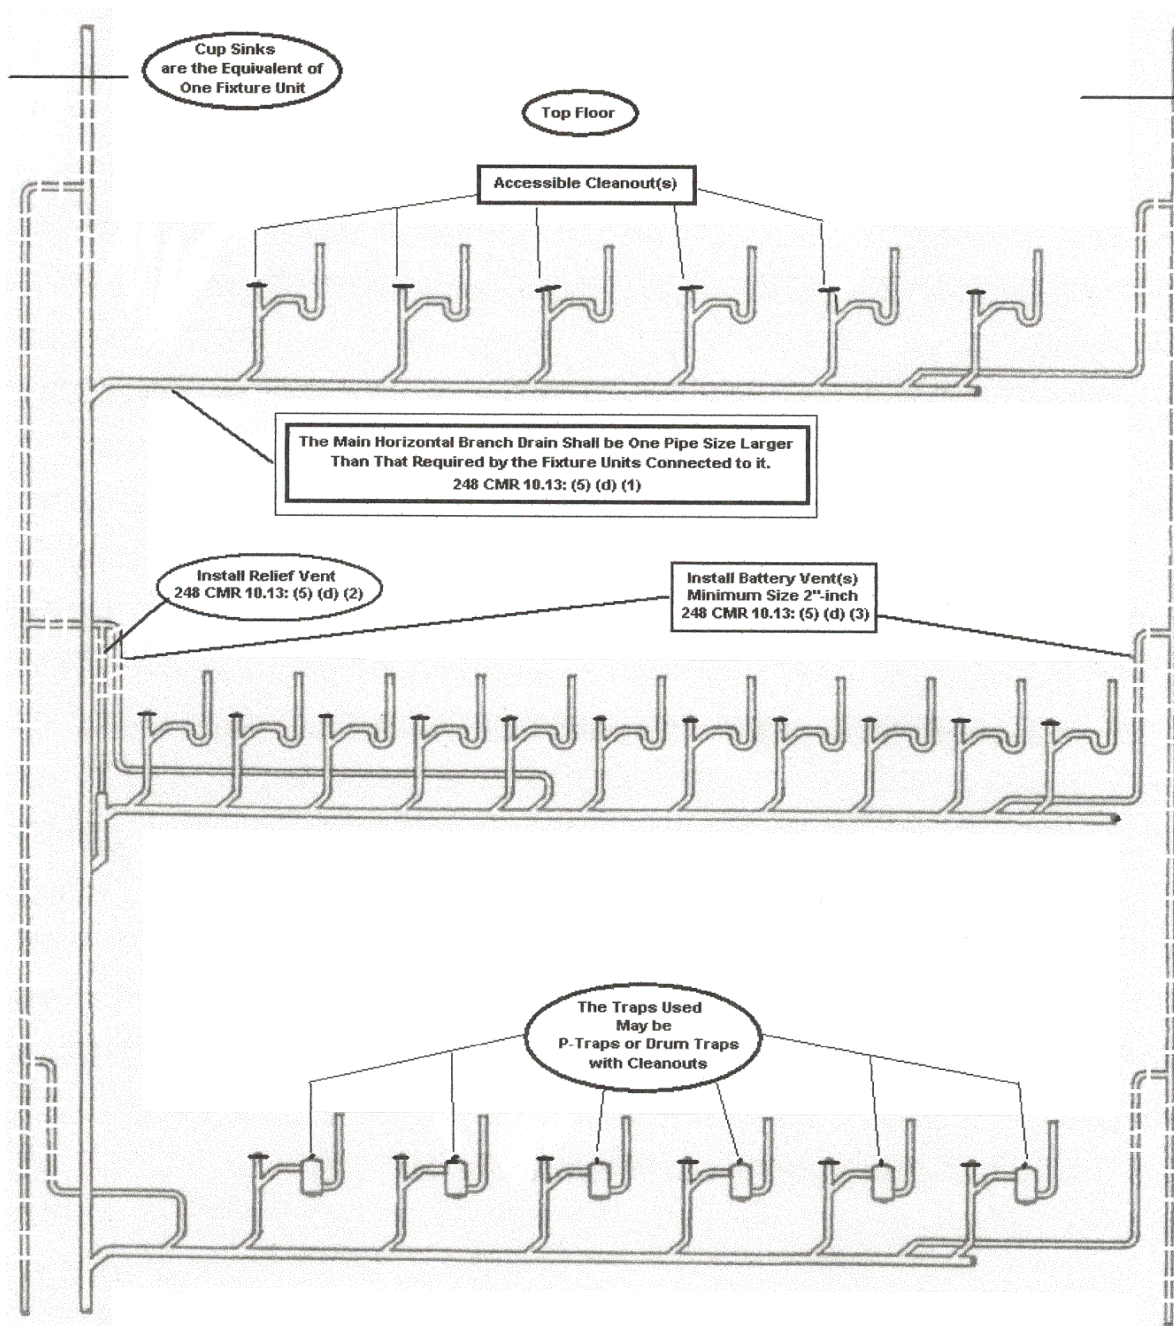 Cup Sinks
are the Equivalent of
One Fixture Unit
Top Floor
Accessible Cleanout(s)
The Main Horizontal Branch Drain Shall be One Pipe Size Larger
Than That Required by the Fixture Units Connected to it.
248 CMR 10.13: (5) (d) (1)
Install Relief Vent
248 CMR 10.13: (5) (d) (2)
Install Battery Vent(s)
Minimum Size 2"-inch
248 CMR 10.13: (5) (d) (3)
The Traps Used
May be
P-Traps or Drum Traps
with Cleanouts